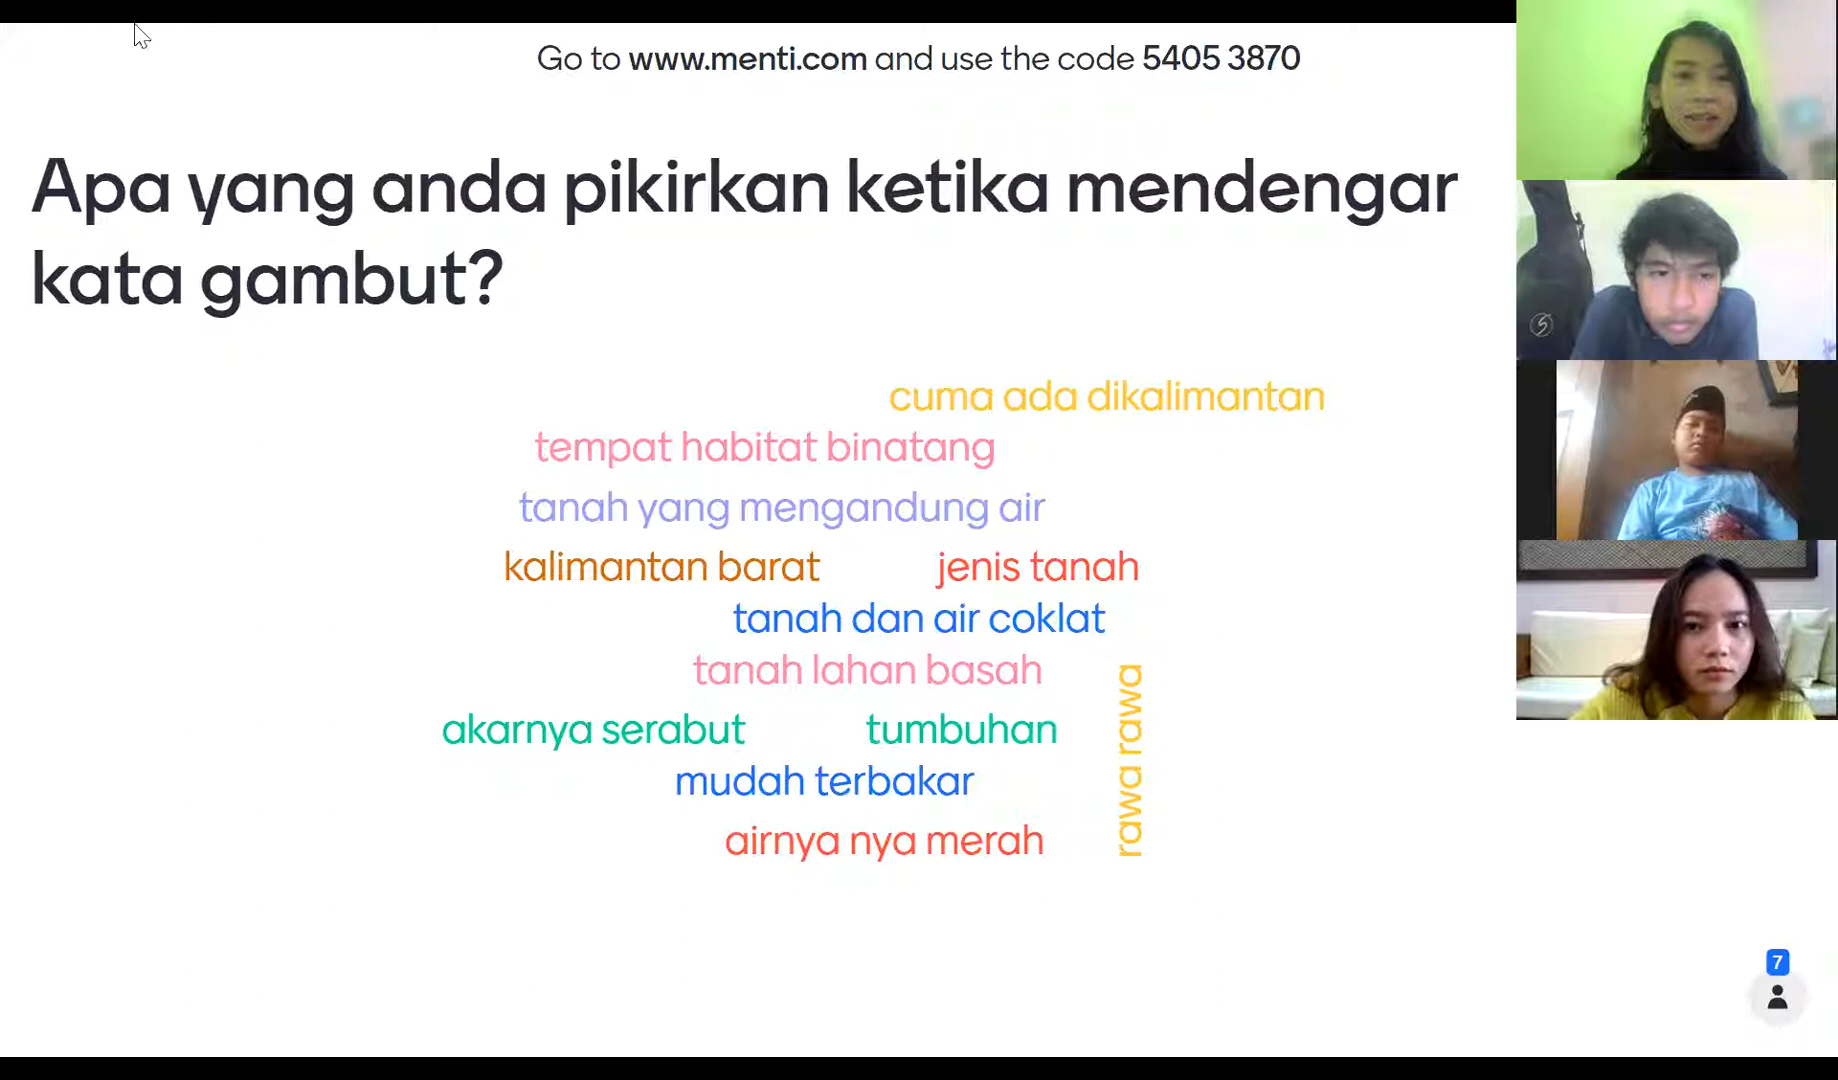 Go to www.menti.com and use the code 5405 3870
Apa yang anda pikirkan ketika mendengar
kata gambut?
cuma ada dikalimantan
tempat habitat binatang
tanah yang mengandung air
kalimantan barat
jenis tanah
tanah dan air coklat
tanah lahan basah
rawa rawa
akarnya serabut
tumbuhan
mudah terbakar
airnya nya merah
7